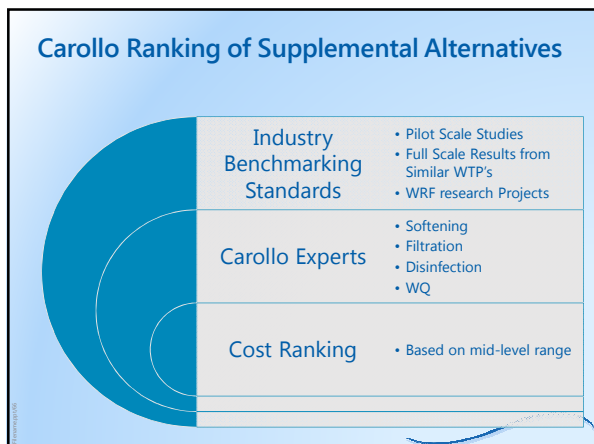 Carollo Ranking of Supplemental Alternatives
Industry
Benchmarking
Standards
• Pilot Scale Studies
• Full Scale Results from
Similar WTP's
• WRF research Projects
Carollo Experts
• Softening
• Filtration
• Disinfection
• WQ
Cost Ranking
• Based on mid-level range